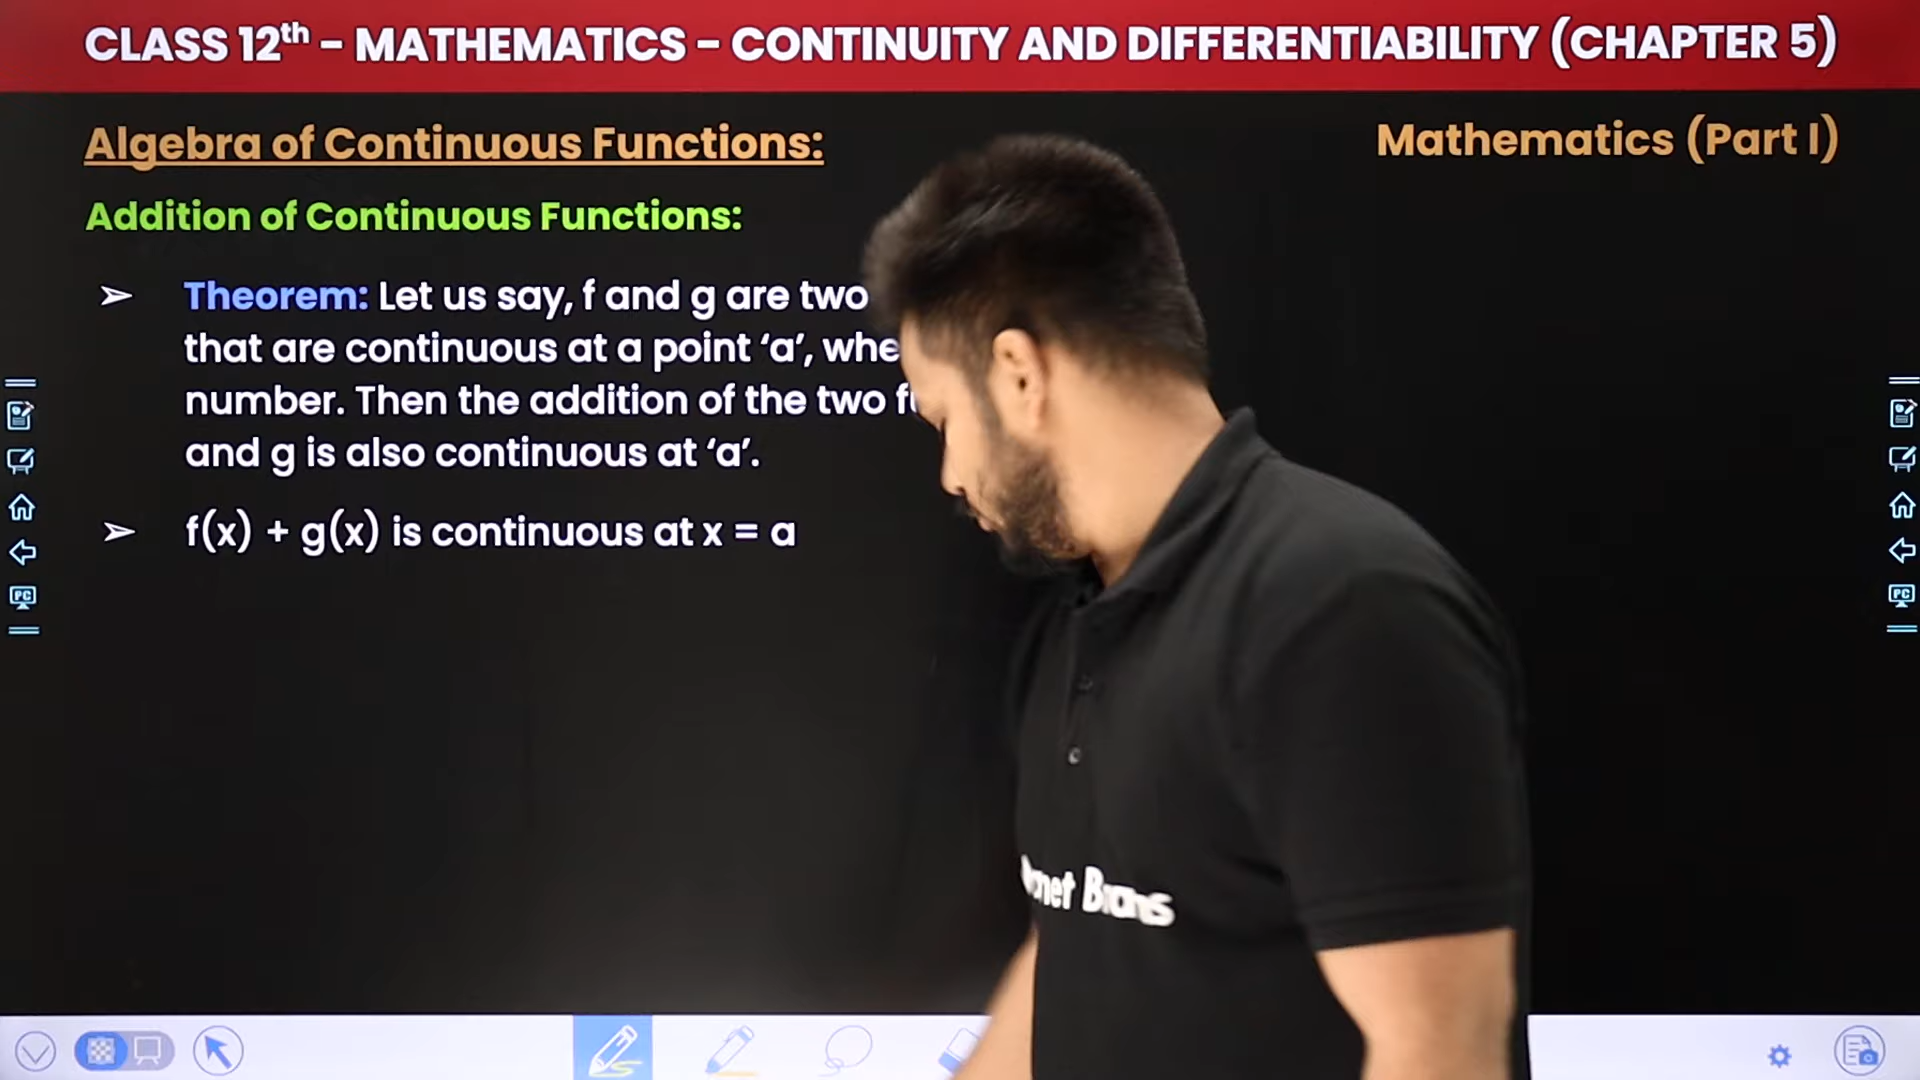 CLASS 12th - MATHEMATICS - CONTINUITY AND DIFFERENTIABILITY (CHAPTER 5)
Algebra of Continuous Functions:
Mathematics (Part I)
Addition of Continuous Functions:
➢ Theorem: Let us say, f and g are two
that are continuous at a point ‘a’,
number. Then the addition of the two
and g is also continuous at ‘a’.
➢ f(x) + g(x) is continuous at x = a
PC
PC